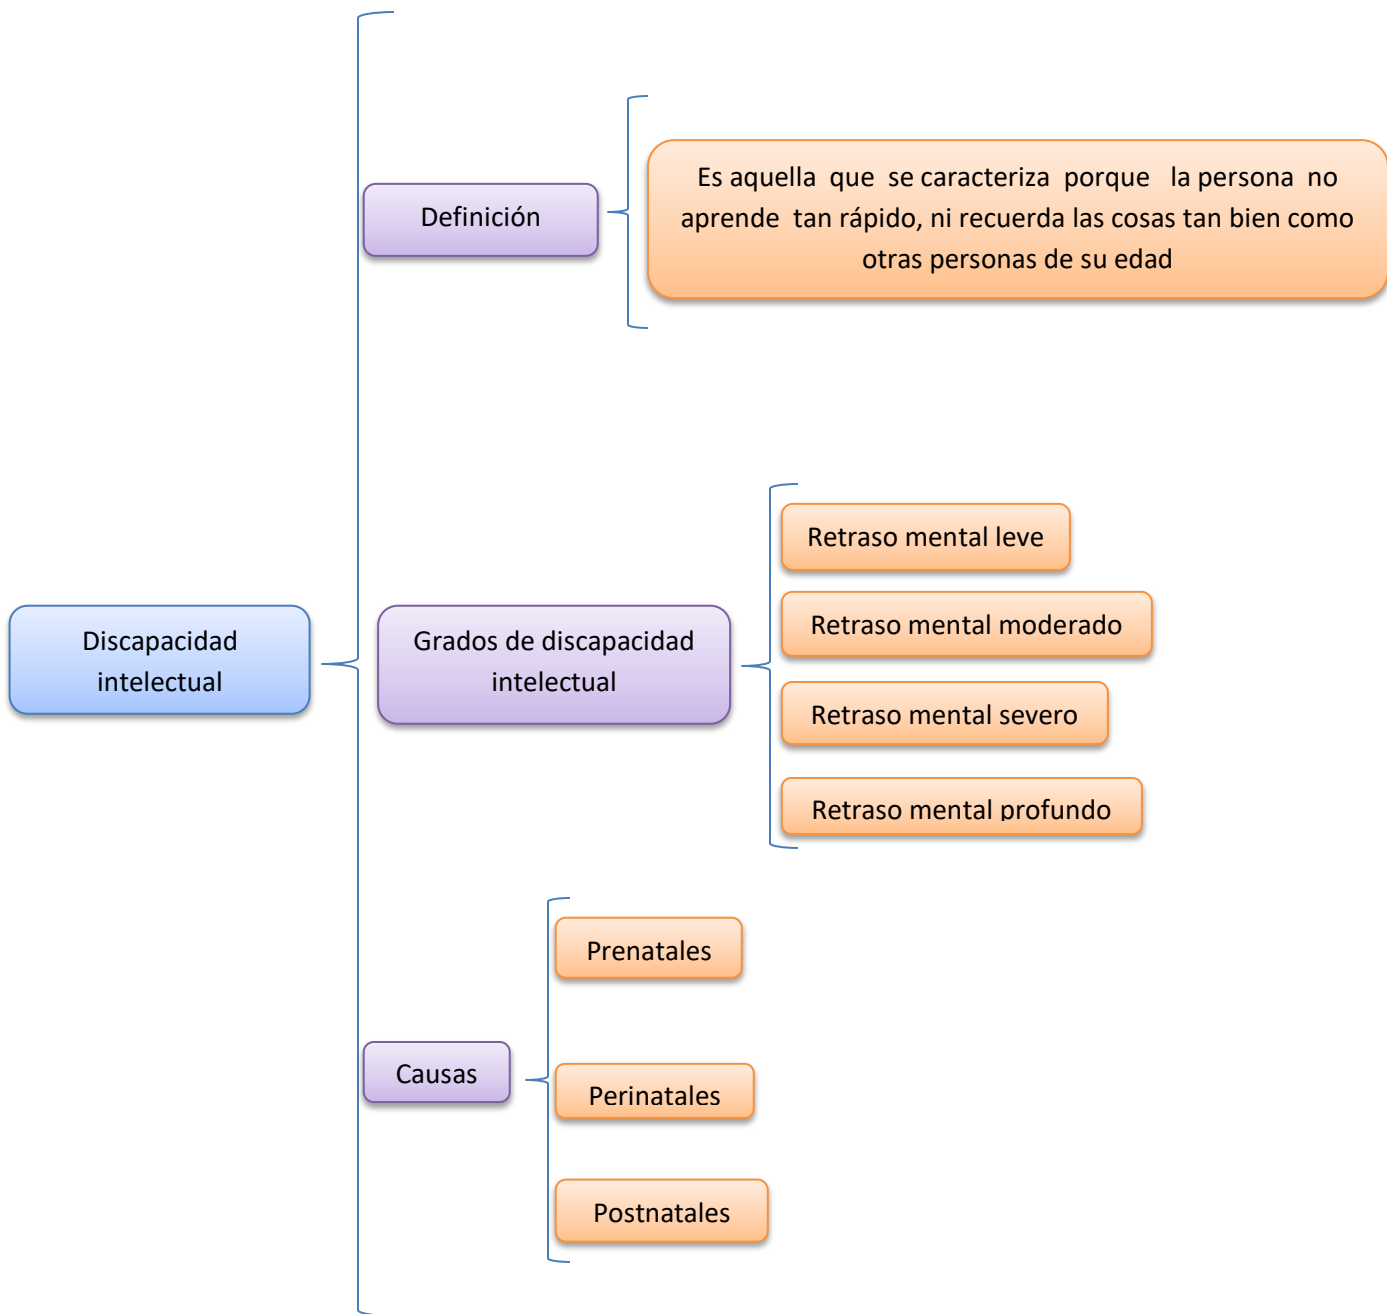 Definición
Es aquella que se caracteriza porque la persona no
aprende tan rápido, ni recuerda las cosas tan bien como
otras personas de su edad
Discapacidad
intelectual
Grados de discapacidad
intelectual
Retraso mental leve
Retraso mental moderado
Retraso mental severo
Retraso mental profundo
Causas
Prenatales
Perinatales
Postnatales